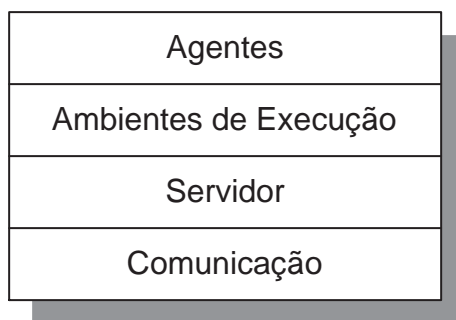 Agentes
Ambientes de Execução
Servidor
Comunicação